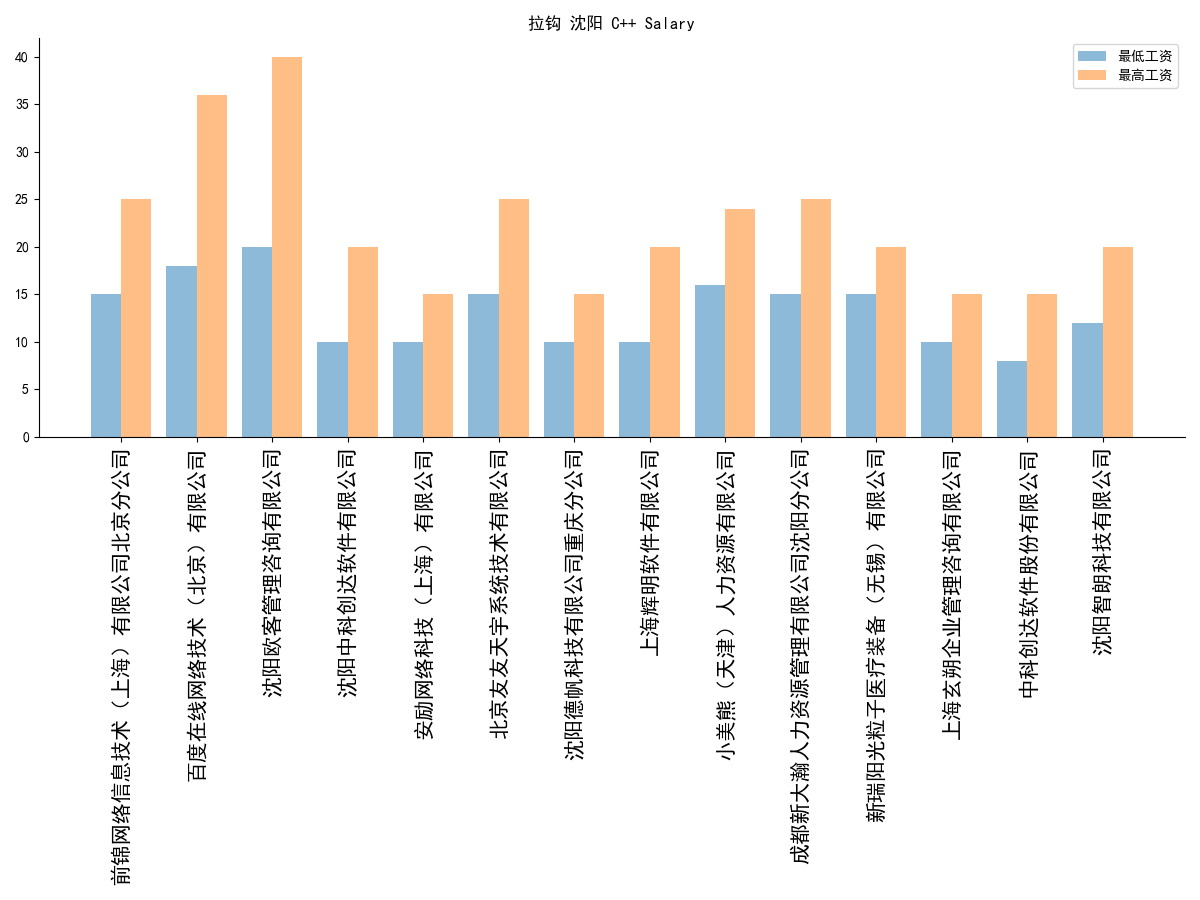 拉钩 沈阳 C++ Salary
最低工资
最高工资
40
35
30
25
20
15
10
5
0
前锦网络信息技术（上海）有限公司北京分公司
百度在线网络技术（北京）有限公司
沈阳欧客管理咨询有限公司
沈阳中科创达软件有限公司
安励网络科技（上海）有限公司
北京友友天宇系统技术有限公司
沈阳德帆科技有限公司重庆分公司
上海辉明软件有限公司
小美熊（天津）人力资源有限公司
成都新大瀚人力资源管理有限公司沈阳分公司
新瑞阳光粒子医疗装备（无锡）有限公司
上海玄朔企业管理咨询有限公司
中科创达软件股份有限公司
沈阳智朗科技有限公司